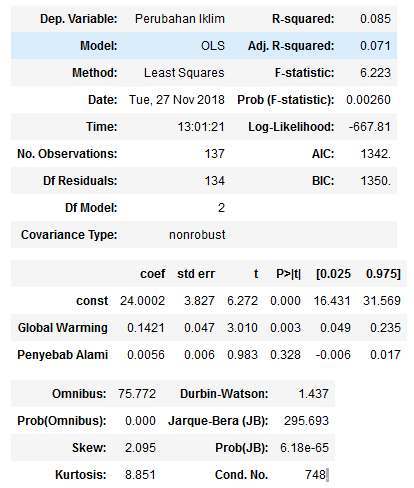 Dep. Variable: Perubahan Iklim R-squared: 0.085
Model: OLS Adj. R-squared: 0.071
Method: Least Squares F-statistic: 6.223
Date: Tue, 27 Nov 2018 Prob (F-statistic): 0.00260
Time: 13:01:21 Log-Likelihood: -667.81
No. Observations: 137 AIC: 1342.
Df Residuals: 134 BIC: 1350.
Df Model: 2
Covariance Type: nonrobust
coef std err t P>|t| [0.025 0.975]
const 24.0002 3.827 6.272 0.000 16.431 31.569
Global Warming 0.1421 0.047 3.010 0.003 0.049 0.235
Penyebab Alami 0.0056 0.006 0.983 0.328 -0.006 0.017
Omnibus: 75.772 Durbin-Watson: 1.437
Prob(Omnibus): 0.000 Jarque-Bera (JB): 295.693
Skew: 2.095 Prob(JB): 6.18e-65
Kurtosis: 8.851 Cond. No. 748